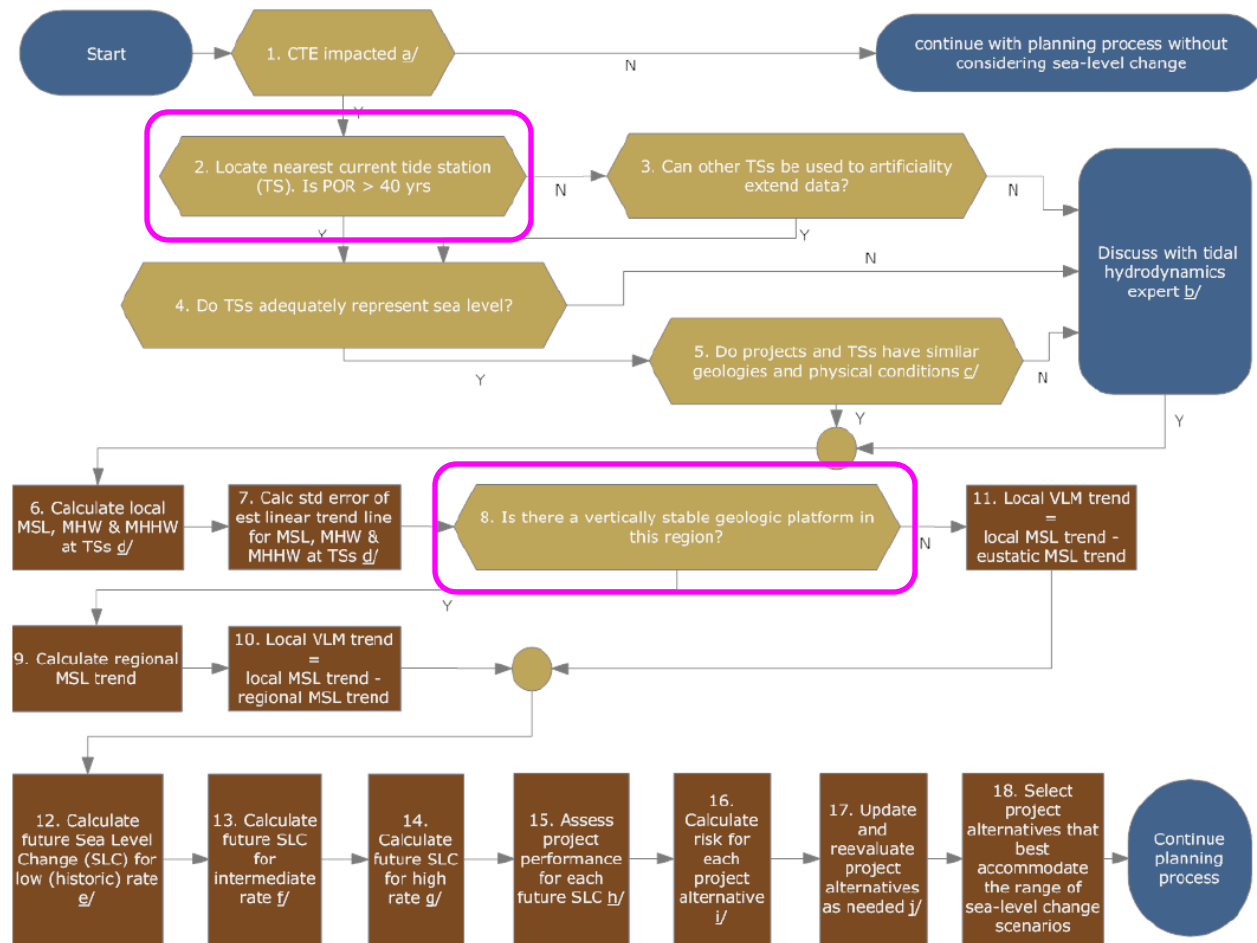 Start
1. CTE impacted a/
N
continue with planning process without
considering sea-level change
Y
2. Locate nearest current tide station
(TS). Is POR > 40 yrs
N
3. Can other TSs be used to artificiality
extend data?
N
Y
Y
Discuss with tidal
hydrodynamics
expert b/
4. Do TSs adequately represent sea level?
N
Y
5. Do projects and TSs have similar
geologies and physical conditions c/
N
Y
Y
6. Calculate local
MSL, MHW & MHHW
at TSs d/
7. Calc std error of
est linear trend line
for MSL, MHW &
MHHW at TSs d/
8. Is there a vertically stable geologic platform in
this region?
N
11. Local VLM trend
=
local MSL trend -
eustatic MSL trend
Y
9. Calculate regional
MSL trend
10. Local VLM trend
=
local MSL trend -
regional MSL trend
12. Calculate
future Sea Level
Change (SLC) for
low (historic) rate
e/
13. Calculate
future SLC
for
intermediate
rate f/
14.
Calculate
future SLC
for high
rate g/
15. Assess
project
performance
for each
future SLC h/
16.
Calculate
risk for
each
project
alternative
i/
17. Update
and
reevaluate
project
alternatives
as needed j/
18. Select
project
alternatives that
best
accommodate
the range of
sea-level change
scenarios
Continue
planning
process